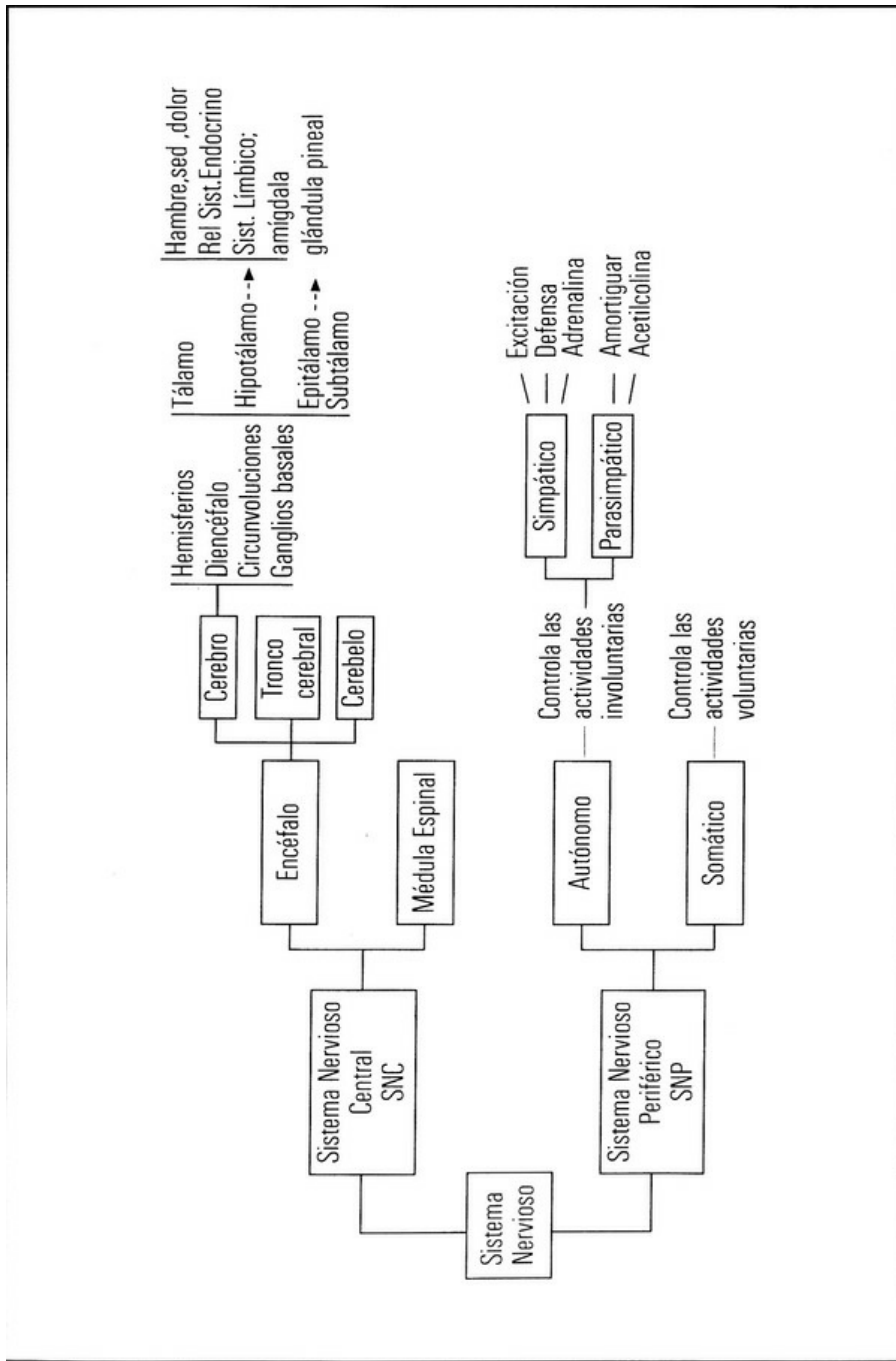 Sistema
Nervioso
Sistema Nervioso
Central
SNC
Encéfalo
Cerebro
Hemisferios
Diencéfalo
Circunvoluciones
Ganglios basales
Tálamo
Hipotálamo
Hambre,sed ,dolor
Rel Sist.Endocrino
Sist. Límbico;
amígdala
Epitálamo
glándula pineal
Subtálamo
Tronco
cerebral
Cerebelo
Médula Espinal
Sistema Nervioso
Periférico
SNP
Autónomo
Controla las
actividades
involuntarias
Simpático
Excitación
Defensa
Adrenalina
Parasimpático
Amortiguar
Acetilcolina
Somático
Controla las
actividades
voluntarias